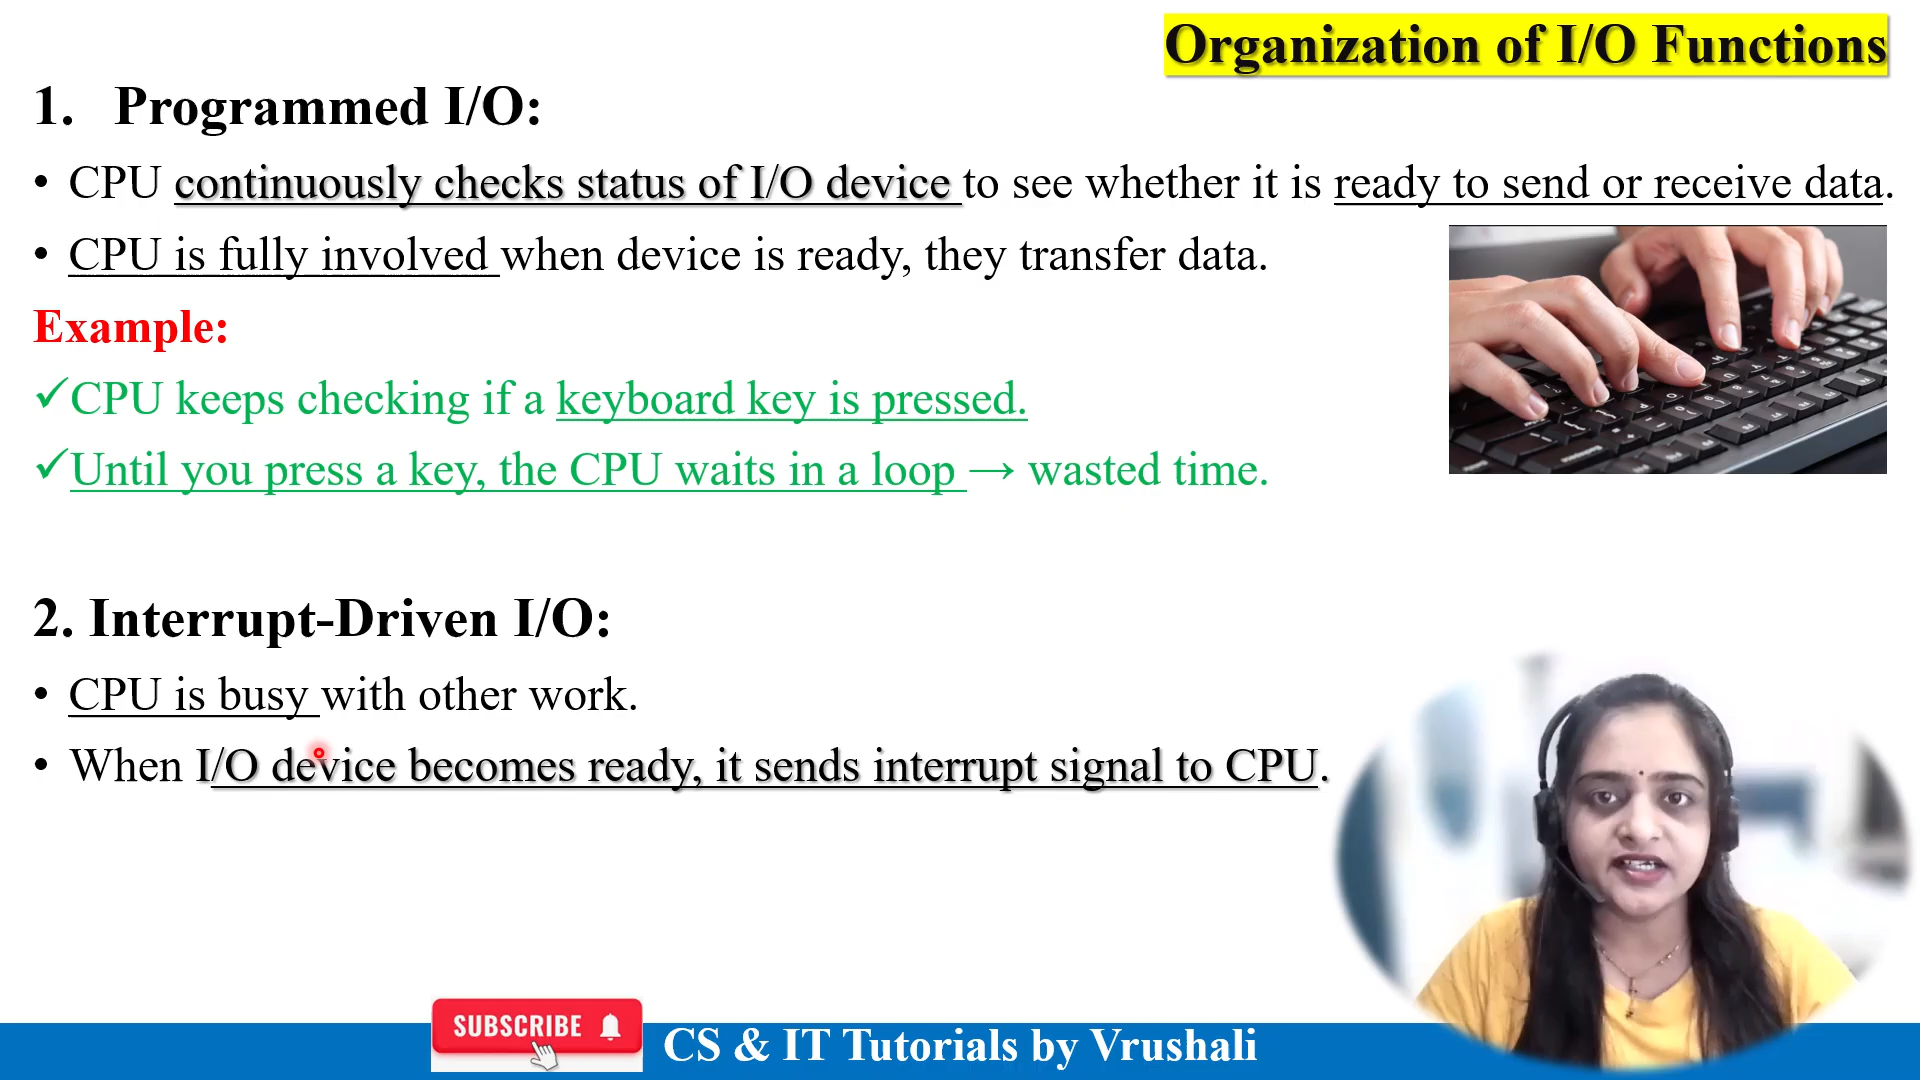 Organization of I/O Functions
1. Programmed I/O:
• CPU continuously checks status of I/O device to see whether it is ready to send or receive data.
• CPU is fully involved when device is ready, they transfer data.
Example:
✓CPU keeps checking if a keyboard key is pressed.
✓Until you press a key, the CPU waits in a loop → wasted time.
2. Interrupt-Driven I/O:
• CPU is busy with other work.
• When I/O device becomes ready, it sends interrupt signal to CPU.
SUBSCRIBE
CS & IT Tutorials by Vrushali